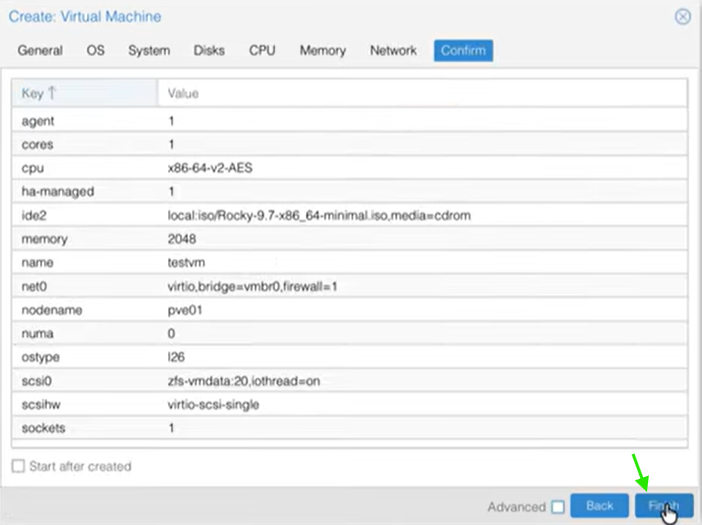 Create: Virtual Machine
General OS System Disks CPU Memory Network Confirm
Key ↑ Value
agent 1
cores 1
cpu x86-64-v2-AES
ha-managed 1
ide2 local:iso/Rocky-9.7-x86_64-minimal.iso,media=cdrom
memory 2048
name testvm
net0 virtio,bridge=vmbr0,firewall=1
nodename pve01
numa 0
ostype l26
scsi0 zfs-vmdata:20,iothread=on
scsihw virtio-scsi-single
sockets 1
Start after created
Advanced Back Finish